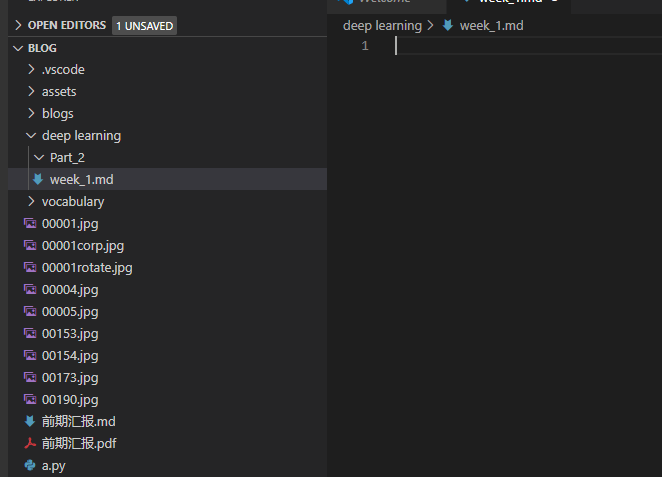 OPEN EDITORS 1 UNSAVED
BLOG
.vscode
assets
blogs
deep learning
Part_2
week_1.md
vocabulary
00001.jpg
00001corp.jpg
00001rotate.jpg
00004.jpg
00005.jpg
00153.jpg
00154.jpg
00173.jpg
00190.jpg
前期汇报.md
前期汇报.pdf
a.py
Welcome week_1.md
deep learning > week_1.md
1